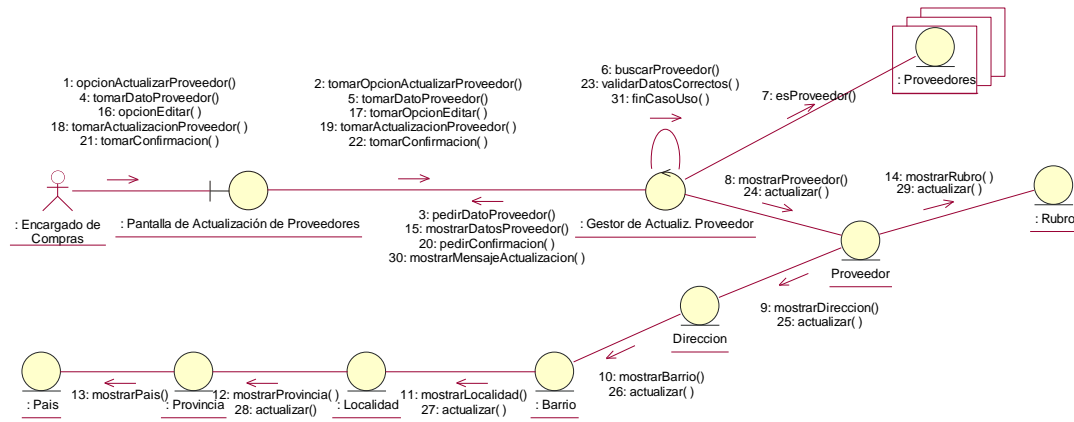 1: opcionActualizarProveedor()
4: tomarDatoProveedor()
16: opcionEditar( )
18: tomarActualizacionProveedor( )
21: tomarConfirmacion( )
2: tomarOpcionActualizarProveedor()
5: tomarDatoProveedor()
17: tomarOpcionEditar( )
19: tomarActualizacionProveedor( )
22: tomarConfirmacion( )
6: buscarProveedor()
23: validarDatosCorrectos( )
31: finCasoUso( )
7: esProveedor()
: Proveedores
8: mostrarProveedor()
24: actualizar( )
14: mostrarRubro( )
29: actualizar( )
: Encargado de
Compras
: Pantalla de Actualización de Proveedores
3: pedirDatoProveedor()
15: mostrarDatosProveedor( )
20: pedirConfirmacion( )
30: mostrarMensajeActualizacion( )
: Gestor de Actualiz. Proveedor
: Rubro
Proveedor
9: mostrarDireccion()
25: actualizar( )
Direccion
10: mostrarBarrio()
26: actualizar( )
: Pais
13: mostrarPais()
: Provincia
12: mostrarProvincia( )
28: actualizar( )
: Localidad
11: mostrarLocalidad()
27: actualizar( )
: Barrio